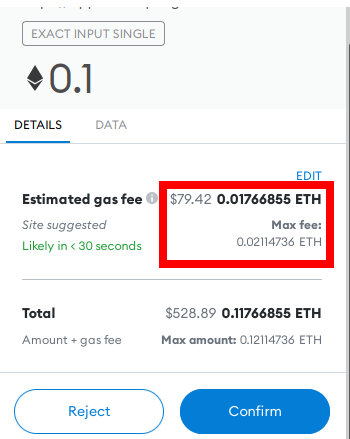 EXACT INPUT SINGLE
0.1
DETAILS DATA
EDIT
Estimated gas fee $79.42 0.01766855 ETH
Site suggested Max fee:
Likely in < 30 seconds 0.02114736 ETH
Total $528.89 0.11766855 ETH
Amount + gas fee Max amount: 0.12114736 ETH
Reject Confirm